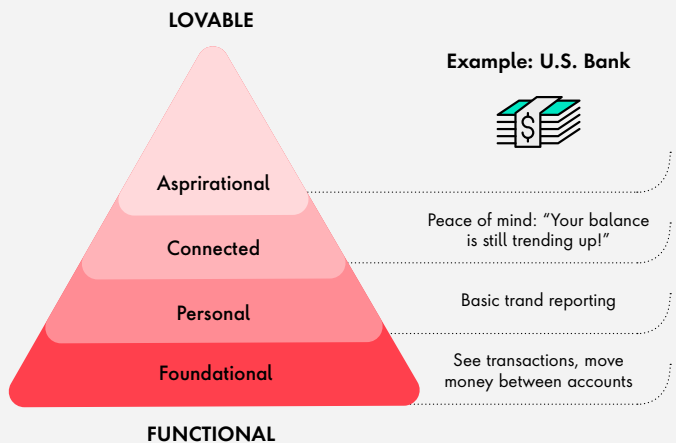 LOVABLE
Example: U.S. Bank
$
Asprirational
Peace of mind: “Your balance
is still trending up!”
Connected
Basic trand reporting
Personal
See transactions, move
money between accounts
Foundational
FUNCTIONAL